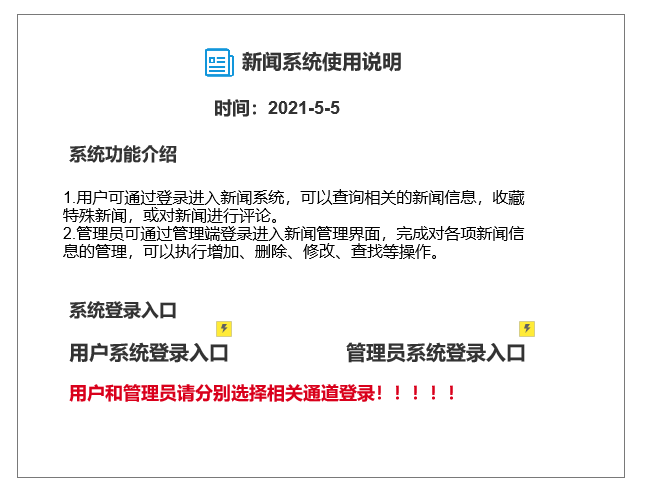 新闻系统使用说明
时间：2021-5-5
系统功能介绍
1.用户可通过登录进入新闻系统，可以查询相关的新闻信息，收藏
特殊新闻，或对新闻进行评论。
2.管理员可通过管理端登录进入新闻管理界面，完成对各项新闻信
息的管理，可以执行增加、删除、修改、查找等操作。
系统登录入口
用户系统登录入口 管理员系统登录入口
用户和管理员请分别选择相关通道登录！！！！！